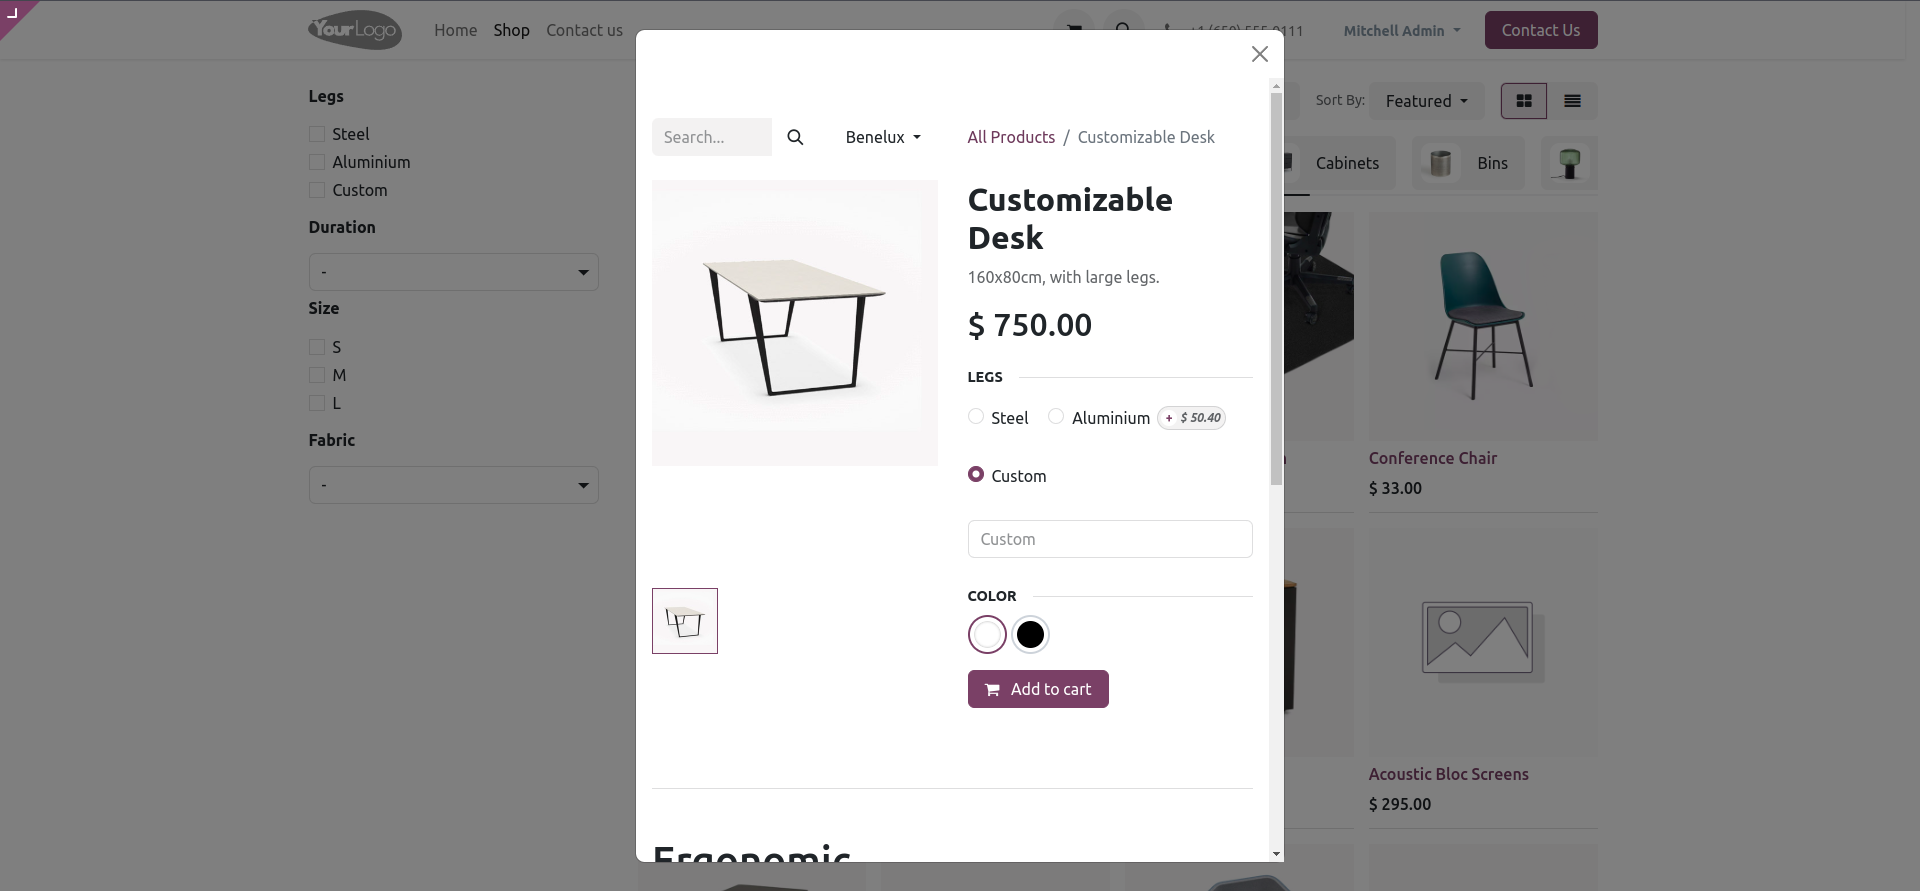 YourLogo
Home
Shop
Contact us
Mitchell Admin
Contact Us
Legs
Steel
Aluminium
Custom
Duration
-
Size
S
M
L
Fabric
-
Search...
Benelux
All Products / Customizable Desk
Customizable
Desk
160x80cm, with large legs.
$ 750.00
LEGS
Steel
Aluminium
+ $ 50.40
Custom
Custom
COLOR
Add to cart
Ergonomic
Sort By:
Featured
Cabinets
Bins
Conference Chair
$ 33.00
Acoustic Bloc Screens
$ 295.00